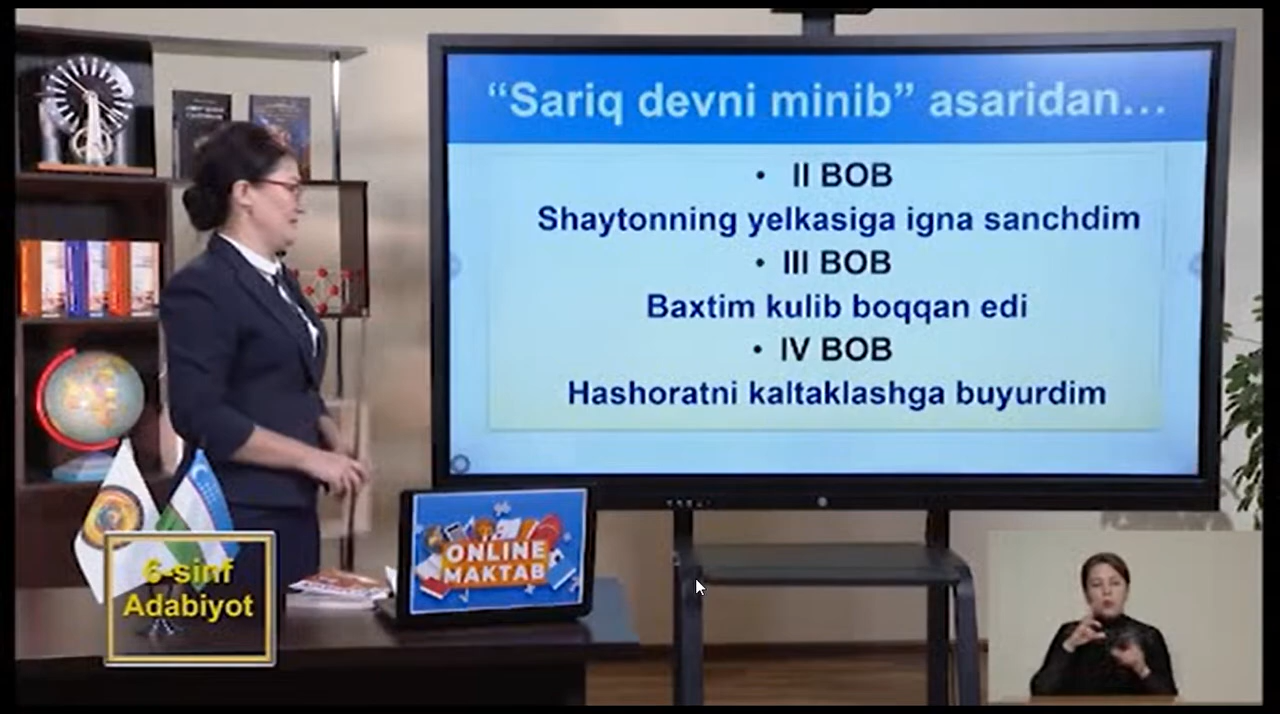 “Sariq devni minib” asaridan...
• II BOB
Shaytonning yelkasiga igna sanchdim
• III BOB
Baxtim kulib boqqan edi
• IV BOB
Hashoratni kaltaklashga buyurdim
ONLINE
MAKTAB
6-sinf
Adabiyot